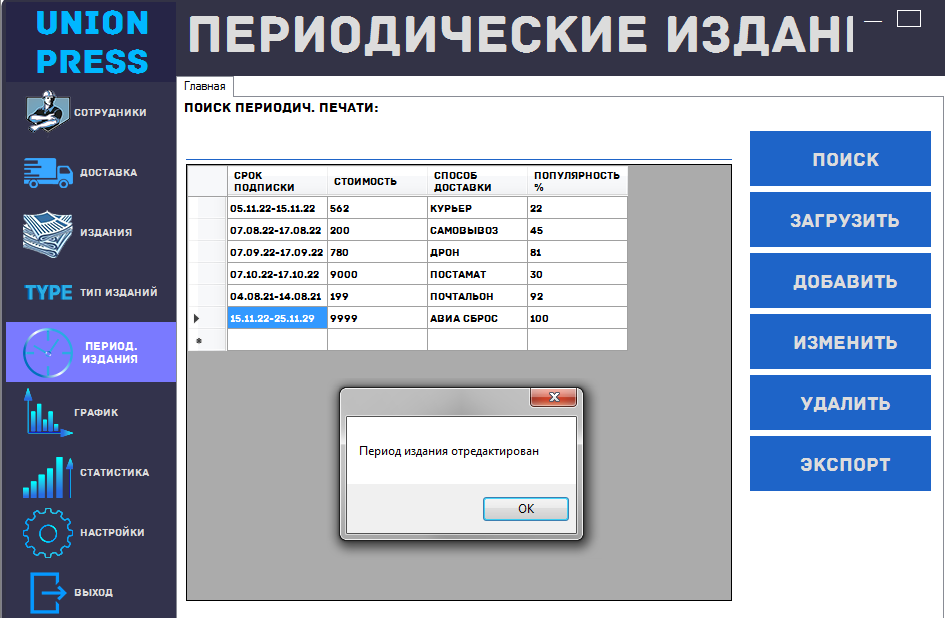 UNION
PRESS
ПЕРИОДИЧЕСКИЕ ИЗДАНІ
Главная
ПОИСК ПЕРИОДИЧ. ПЕЧАТИ:
СОТРУДНИКИ
ДОСТАВКА
ИЗДАНИЯ
TYPE ТИП ИЗДАНИЙ
ПЕРИОД.
ИЗДАНИЯ
ГРАФИК
СТАТИСТИКА
НАСТРОЙКИ
ВЫХОД
СРОК ПОДПИСКИ СТОИМОСТЬ СПОСОБ ДОСТАВКИ ПОПУЛЯРНОСТЬ %
05.11.22-15.11.22 562 КУРЬЕР 22
07.08.22-17.08.22 200 САМОВЫВОЗ 45
07.09.22-17.09.22 780 ДРОН 81
07.10.22-17.10.22 9000 ПОСТАМАТ 30
04.08.21-14.08.21 199 ПОЧТАЛЬОН 92
15.11.22-25.11.29 9999 АВИА СБРОС 100
Период издания отредактирован
OK
ПОИСК
ЗАГРУЗИТЬ
ДОБАВИТЬ
ИЗМЕНИТЬ
УДАЛИТЬ
ЭКСПОРТ